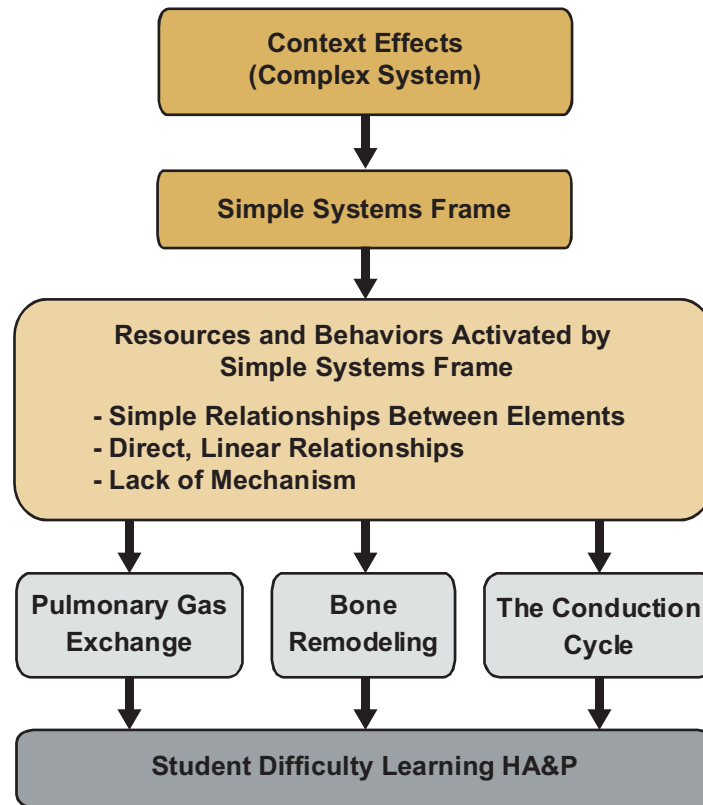 Context Effects
(Complex System)
Simple Systems Frame
Resources and Behaviors Activated by
Simple Systems Frame
- Simple Relationships Between Elements
- Direct, Linear Relationships
- Lack of Mechanism
Pulmonary Gas
Exchange
Bone
Remodeling
The Conduction
Cycle
Student Difficulty Learning HA&P